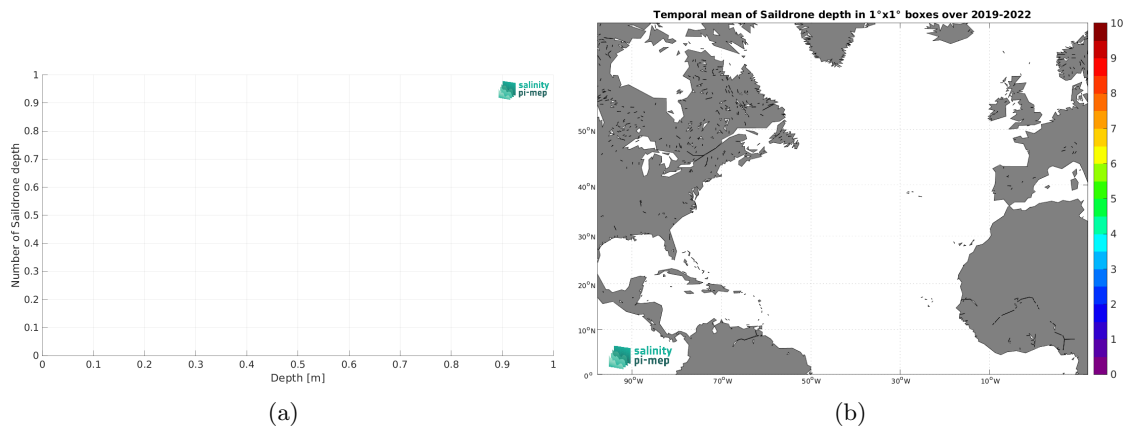 1
0.9
0.8
0.7
0.6
0.5
0.4
0.3
0.2
0.1
0
Number of Saildrone depth
0 0.1 0.2 0.3 0.4 0.5 0.6 0.7 0.8 0.9 1
Depth [m]
salinity
pi-mep
(a)
Temporal mean of Saildrone depth in 1°x1° boxes over 2019-2022
50°N
40°N
30°N
20°N
10°N
0°
90°W 70°W 50°W 30°W 10°W
salinity
pi-mep
10
9
8
7
6
5
4
3
2
1
0
(b)